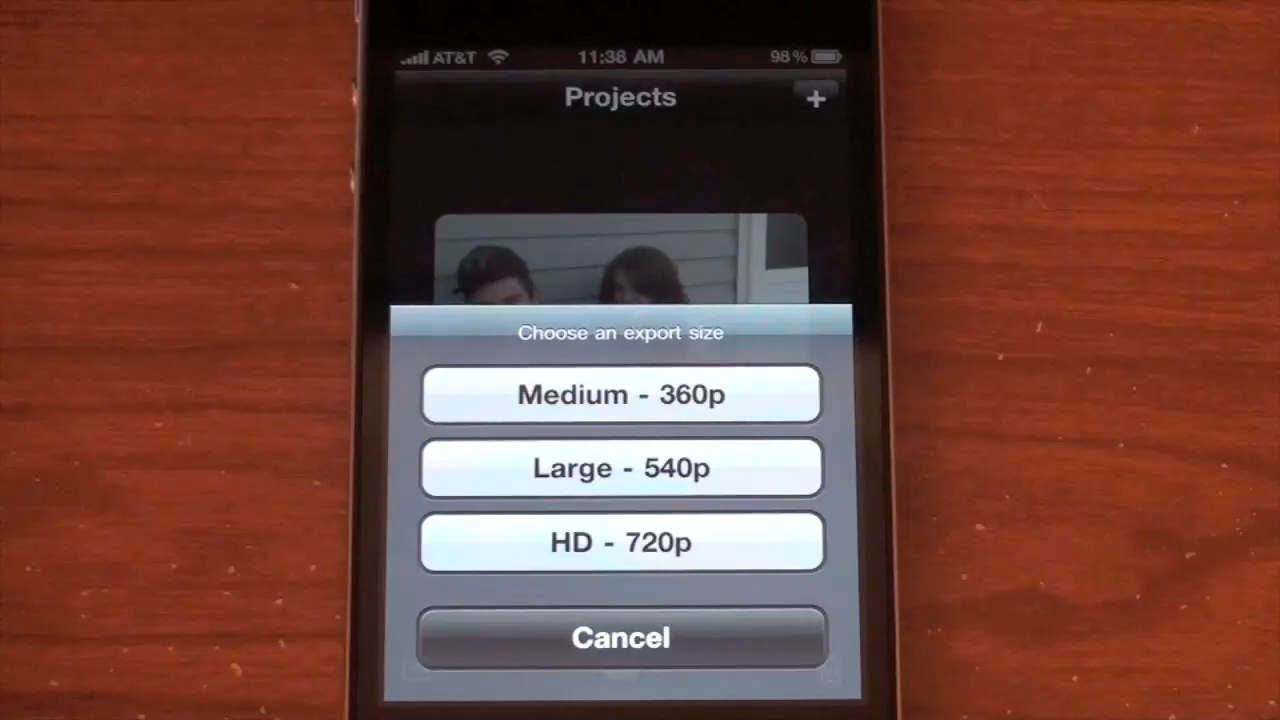 AT&T 11:38 AM 98%
Projects +
Choose an export size
Medium - 360p
Large - 540p
HD - 720p
Cancel